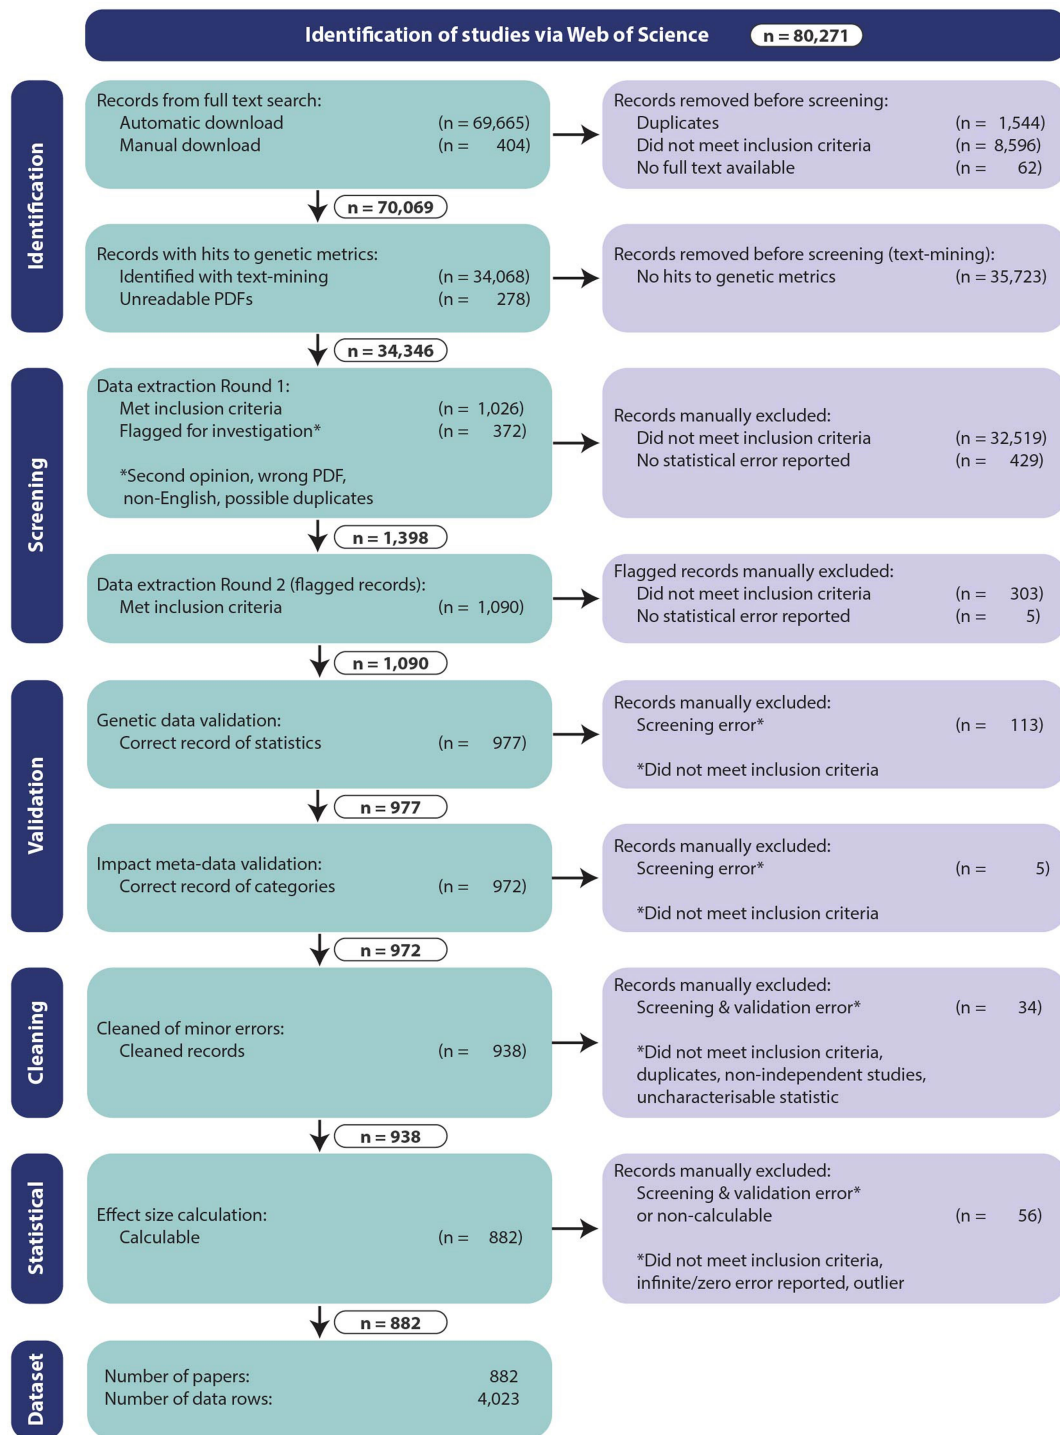 Identification of studies via Web of Science n = 80,271
Identification
Records from full text search:
Automatic download (n = 69,665)
Manual download (n = 404)
Records removed before screening:
Duplicates (n = 1,544)
Did not meet inclusion criteria (n = 8,596)
No full text available (n = 62)
n = 70,069
Records with hits to genetic metrics:
Identified with text-mining (n = 34,068)
Unreadable PDFs (n = 278)
Records removed before screening (text-mining):
No hits to genetic metrics (n = 35,723)
n = 34,346
Screening
Data extraction Round 1:
Met inclusion criteria (n = 1,026)
Flagged for investigation* (n = 372)
*Second opinion, wrong PDF,
non-English, possible duplicates
Records manually excluded:
Did not meet inclusion criteria (n = 32,519)
No statistical error reported (n = 429)
n = 1,398
Data extraction Round 2 (flagged records):
Met inclusion criteria (n = 1,090)
Flagged records manually excluded:
Did not meet inclusion criteria (n = 303)
No statistical error reported (n = 5)
n = 1,090
Validation
Genetic data validation:
Correct record of statistics (n = 977)
Records manually excluded:
Screening error* (n = 113)
*Did not meet inclusion criteria
n = 977
Impact meta-data validation:
Correct record of categories (n = 972)
Records manually excluded:
Screening error* (n = 5)
*Did not meet inclusion criteria
n = 972
Cleaning
Cleaned of minor errors:
Cleaned records (n = 938)
Records manually excluded:
Screening & validation error* (n = 34)
*Did not meet inclusion criteria,
duplicates, non-independent studies,
uncharacterisable statistic
n = 938
Statistical
Effect size calculation:
Calculable (n = 882)
Records manually excluded:
Screening & validation error*
or non-calculable (n = 56)
*Did not meet inclusion criteria,
infinite/zero error reported, outlier
n = 882
Dataset
Number of papers: 882
Number of data rows: 4,023